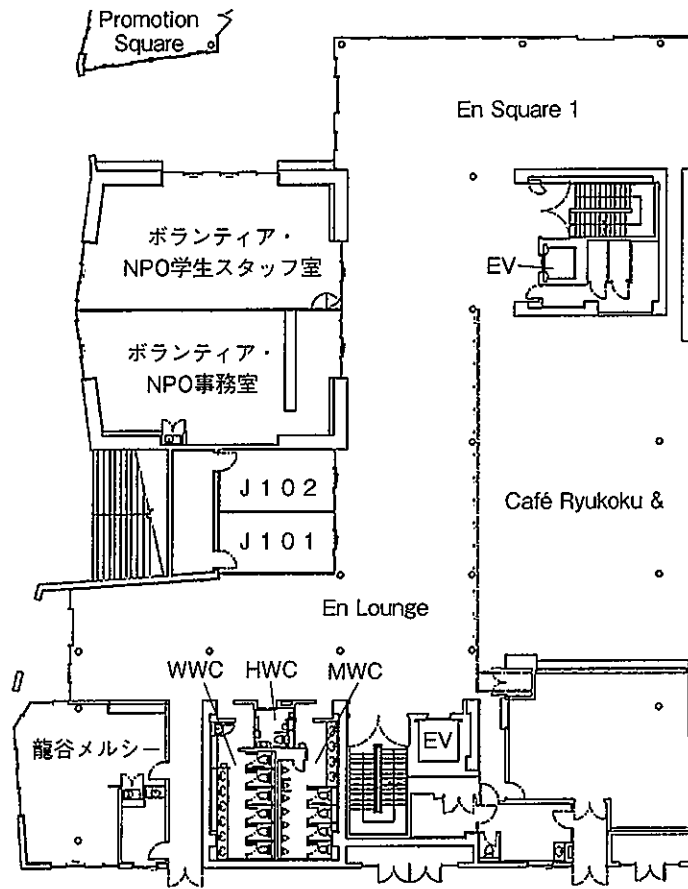 Promotion
Square
En Square 1
ボランティア・
NPO学生スタッフ室
EV
ボランティア・
NPO事務室
J102
Café Ryukoku &
J101
En Lounge
WWC
HWC
MWC
龍谷メルシー
EV